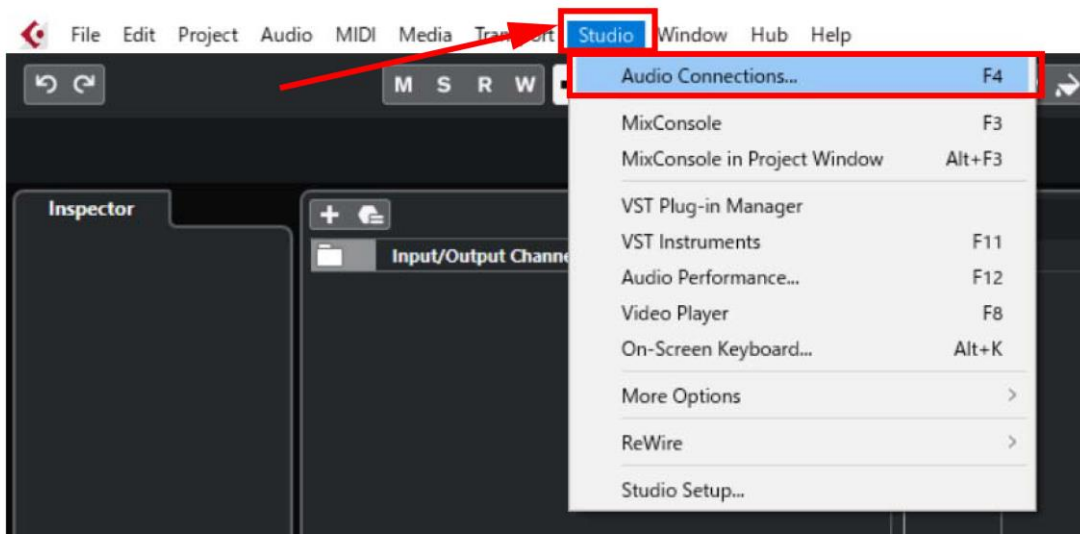 File Edit Project Audio MIDI Media Transport Studio Window Hub Help
M S R W
Audio Connections... F4
MixConsole F3
MixConsole in Project Window Alt+F3
Inspector
VST Plug-in Manager
VST Instruments F11
Input/Output Channe
Audio Performance... F12
Video Player F8
On-Screen Keyboard... Alt+K
More Options
ReWire
Studio Setup...